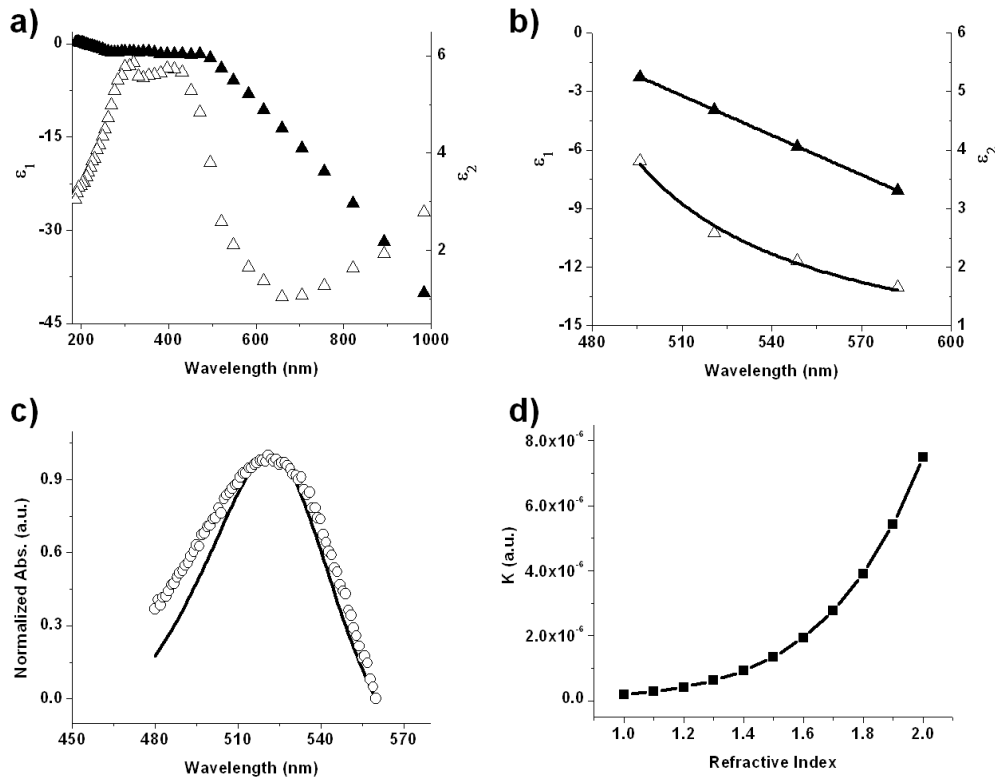 a)
0
-15
-30
-45
ε1
6
4
2
ε2
200 400 600 800 1000
Wavelength (nm)
b)
0
-3
-6
-9
-12
-15
ε1
6
5
4
3
2
1
ε2
480 510 540 570 600
Wavelength (nm)
c)
0.9
0.6
0.3
0.0
Normalized Abs. (a.u.)
450 480 510 540 570
Wavelength (nm)
d)
8.0x10-6
6.0x10-6
4.0x10-6
2.0x10-6
0.0
K (a.u.)
1.0 1.2 1.4 1.6 1.8 2.0
Refractive Index